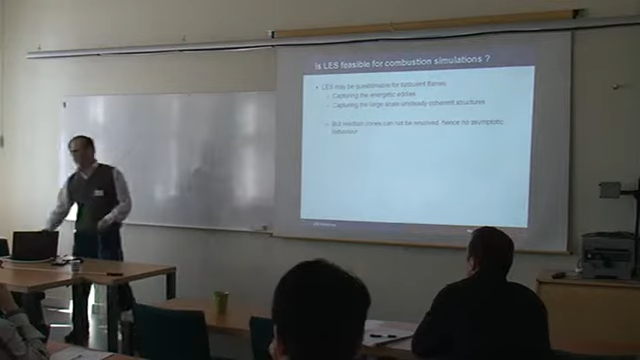 Is LES feasible for combustion simulations ?
LES may be questionable for turbulent flames
Capturing the energetic eddies
Capturing the large scale unsteady coherent structures
But reaction zones can not be resolved, hence no asymptotic
behaviour